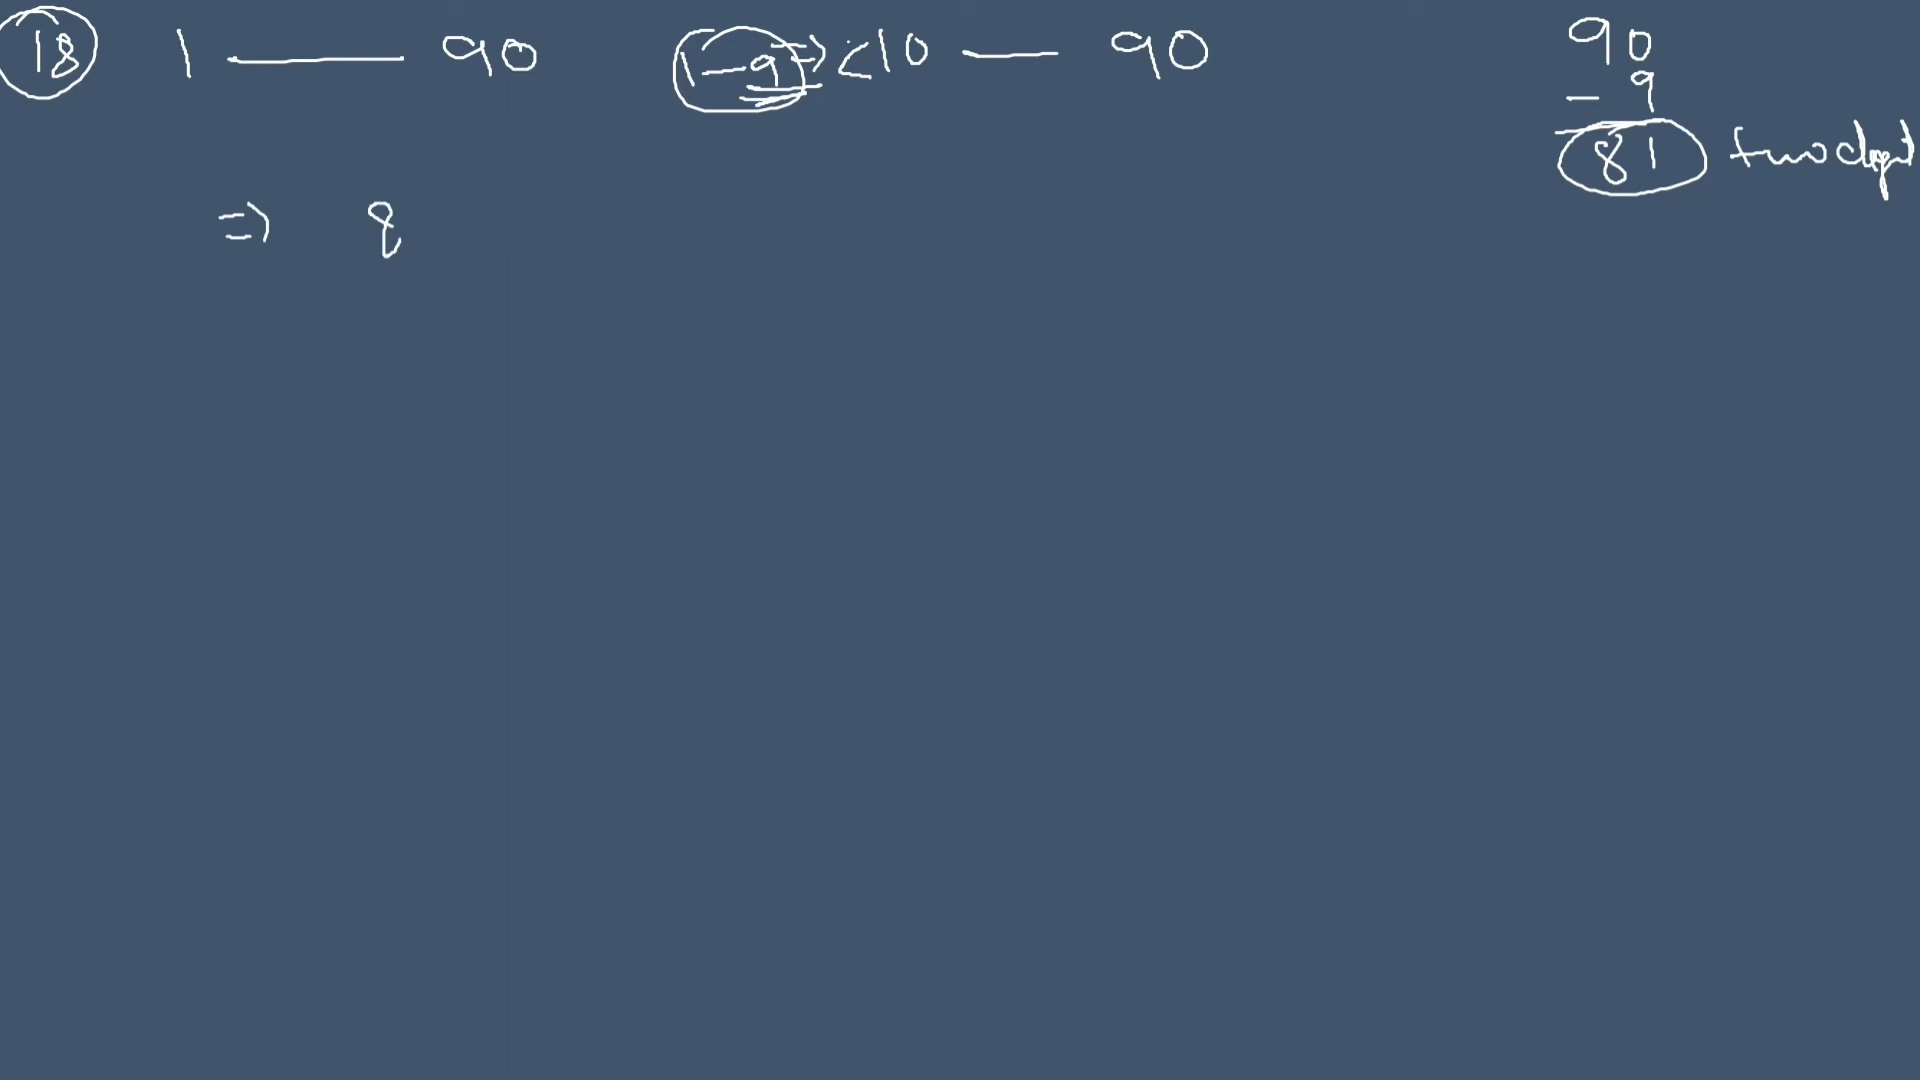 18 1 — 90 1 — 9 => <10 — 90
90
- 9
81 two digit
=> 8